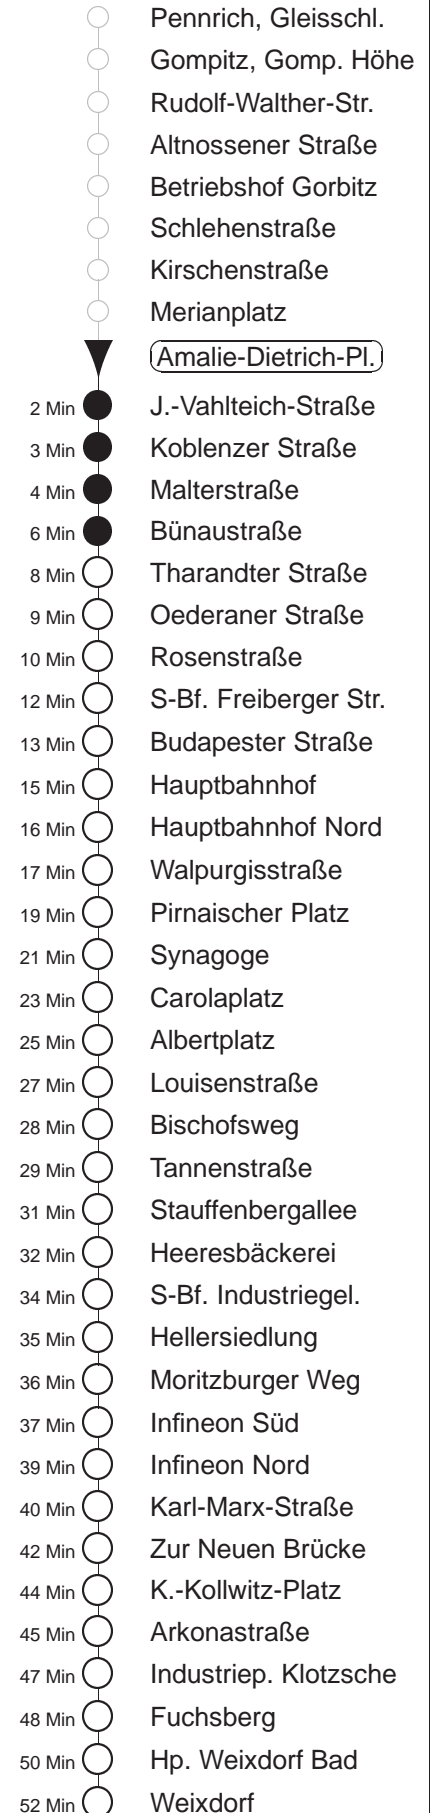 Pennrich, Gleisschl.
Gompitz, Gomp. Höhe
Rudolf-Walther-Str.
Altnossener Straße
Betriebshof Gorbitz
Schlehenstraße
Kirschenstraße
Merianplatz
Amalie-Dietrich-Pl.
2 Min J.-Vahlteich-Straße
3 Min Koblenzer Straße
4 Min Malterstraße
6 Min Bünaustraße
8 Min Tharandter Straße
9 Min Oederaner Straße
10 Min Rosenstraße
12 Min S-Bf. Freiberger Str.
13 Min Budapester Straße
15 Min Hauptbahnhof
16 Min Hauptbahnhof Nord
17 Min Walpurgisstraße
19 Min Pirnaischer Platz
21 Min Synagoge
23 Min Carolaplatz
25 Min Albertplatz
27 Min Louisenstraße
28 Min Bischofsweg
29 Min Tannenstraße
31 Min Stauffenbergallee
32 Min Heeresbäckerei
34 Min S-Bf. Industriegel.
35 Min Hellersiedlung
36 Min Moritzburger Weg
37 Min Infineon Süd
39 Min Infineon Nord
40 Min Karl-Marx-Straße
42 Min Zur Neuen Brücke
44 Min K.-Kollwitz-Platz
45 Min Arkonastraße
47 Min Industriep. Klotzsche
48 Min Fuchsberg
50 Min Hp. Weixdorf Bad
52 Min Weixdorf